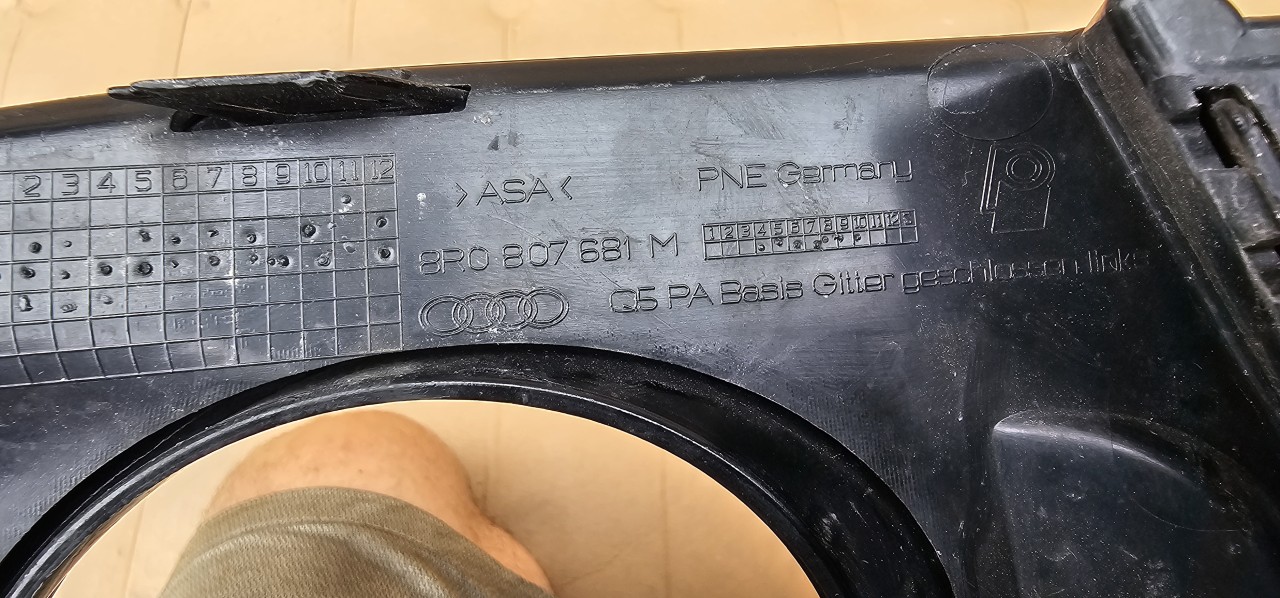 2 3 4 5 6 7 8 9 10 11 12
>ASA<
PNE Germany
1 2 3 4 5 6 7 8 9 10 11 12
8R0 807 681 M
Q5 PA Basis Gitter geschlossen links